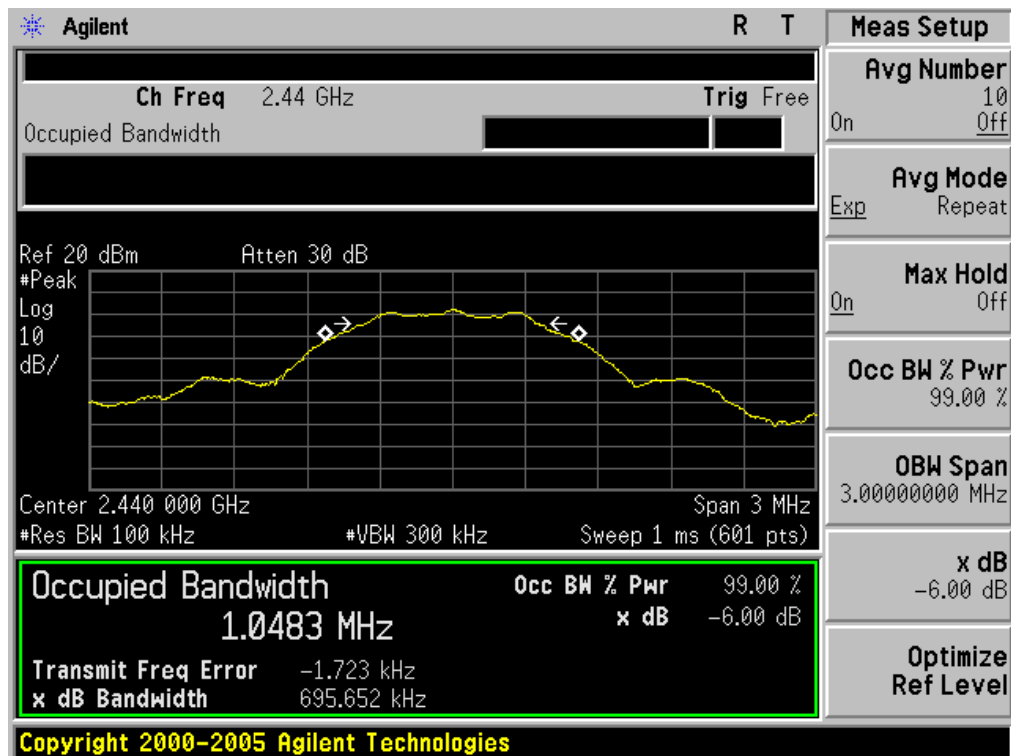 Agilent R T
Ch Freq 2.44 GHz Trig Free
Occupied Bandwidth
Ref 20 dBm Atten 30 dB
#Peak
Log
10
dB/
Center 2.440 000 GHz Span 3 MHz
#Res BW 100 kHz #VBW 300 kHz Sweep 1 ms (601 pts)
Occupied Bandwidth Occ BW % Pwr 99.00 %
1.0483 MHz x dB -6.00 dB
Transmit Freq Error -1.723 kHz
x dB Bandwidth 695.652 kHz
Copyright 2000-2005 Agilent Technologies
Meas Setup
Avg Number
10
On Off
Avg Mode
Exp Repeat
Max Hold
On Off
Occ BW % Pwr
99.00 %
OBW Span
3.00000000 MHz
x dB
-6.00 dB
Optimize
Ref Level